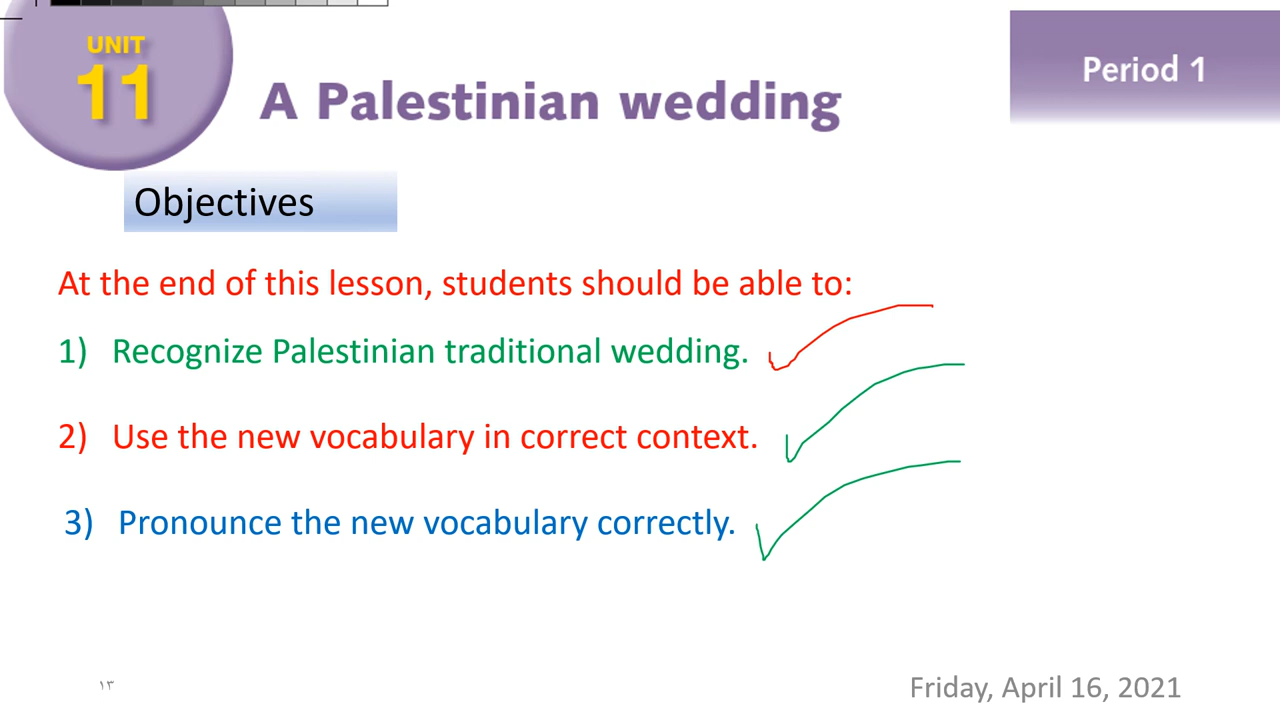 UNIT
11
A Palestinian wedding
Period 1
Objectives
At the end of this lesson, students should be able to:
1) Recognize Palestinian traditional wedding.
2) Use the new vocabulary in correct context.
3) Pronounce the new vocabulary correctly.
١٣
Friday, April 16, 2021